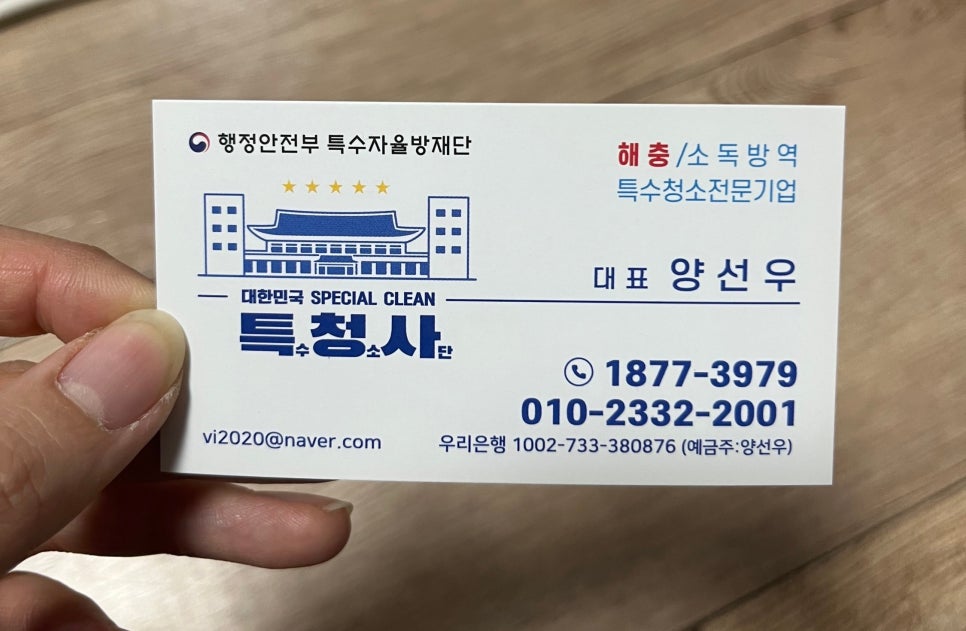 행정안전부 특수자율방재단
대한민국 SPECIAL CLEAN
특수청소사단
해충/소독방역
특수청소전문기업
대표 양선우
1877-3979
010-2332-2001
vi2020@naver.com
우리은행 1002-733-380876 (예금주:양선우)